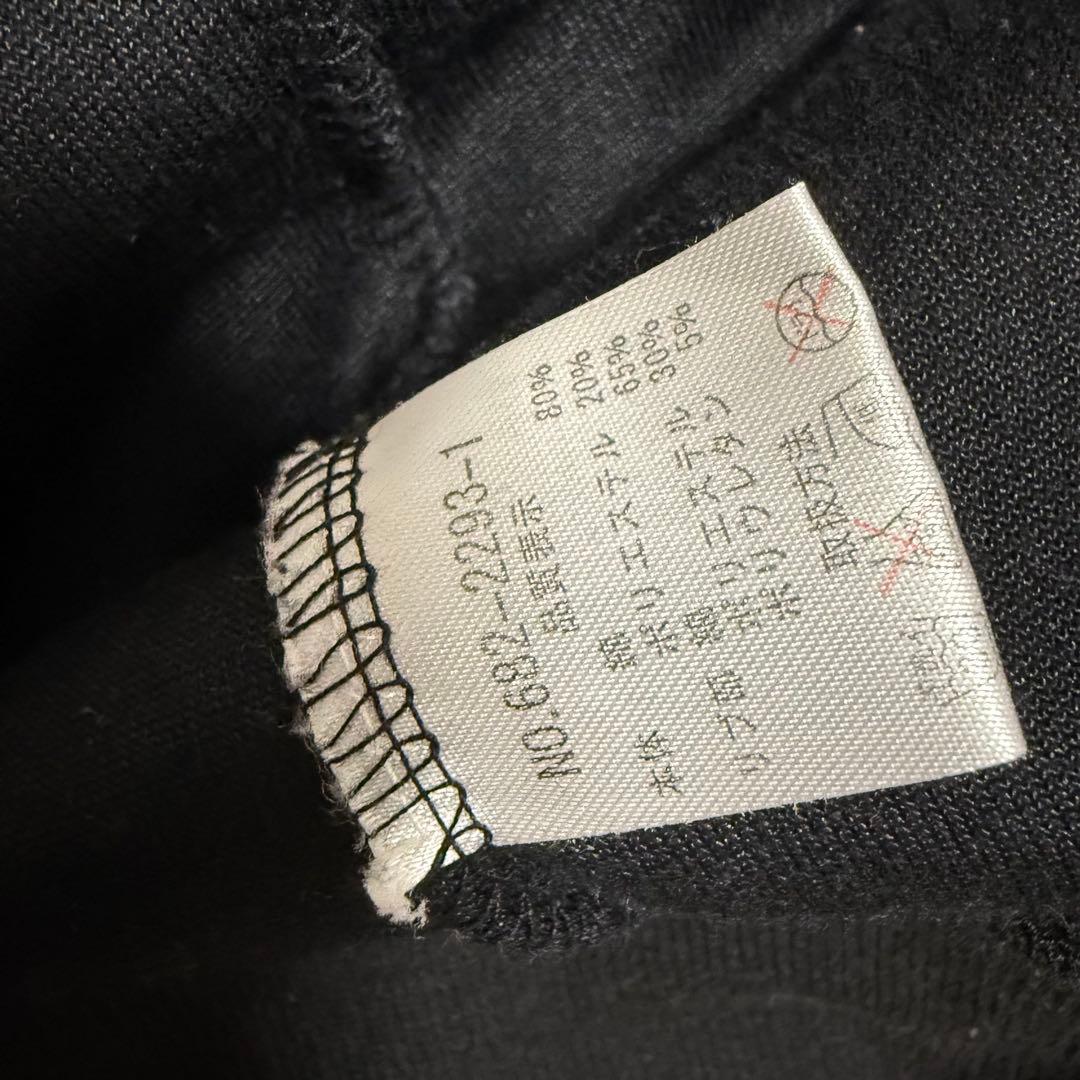 NO.682-2293-1
品質表示
本体 綿 80%
ポリエステル 20%
リブ部 綿 65%
ポリエステル 30%
ポリウレタン 5%
取扱方法